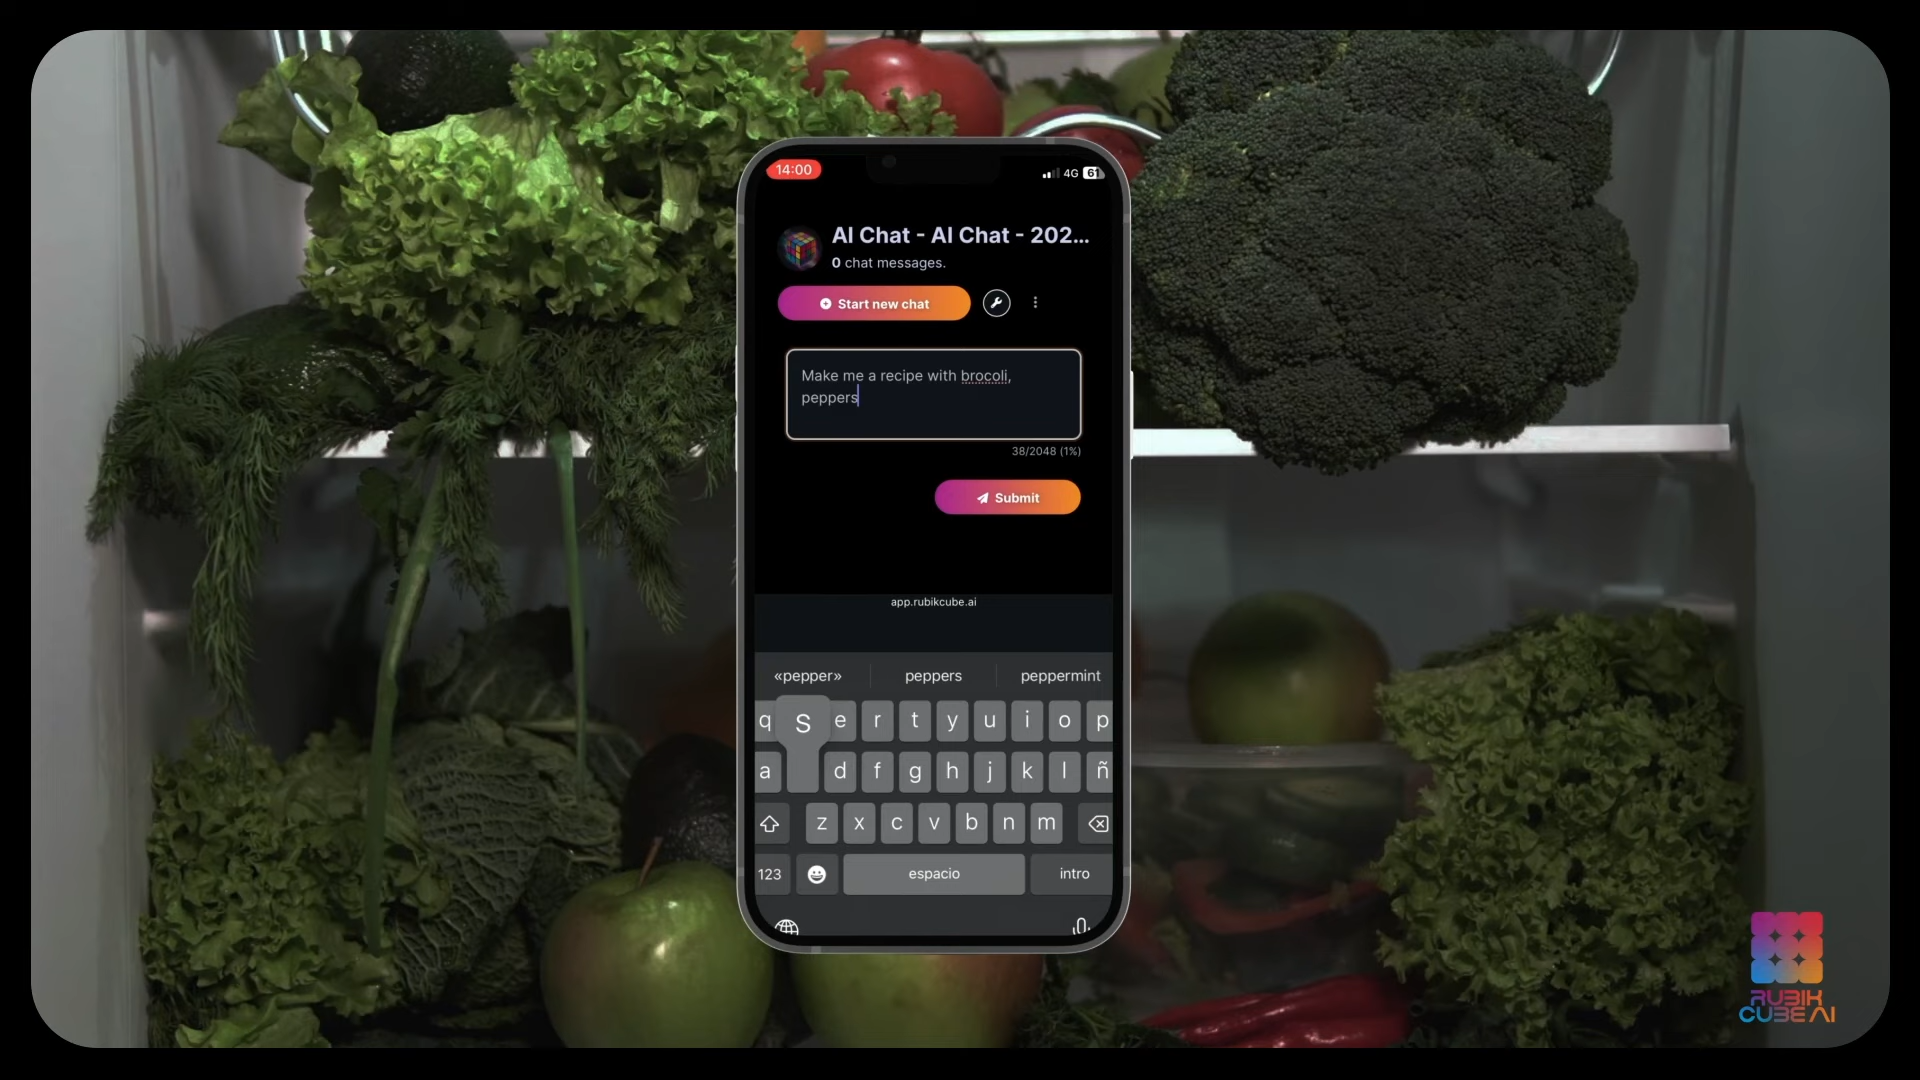 14:00
4G 61
AI Chat - AI Chat - 202...
0 chat messages.
Start new chat
Make me a recipe with brocoli,
peppers
38/2048 (1%)
Submit
app.rubikcube.ai
«pepper» peppers peppermint
q S e r t y u i o p
a d f g h j k l ñ
z x c v b n m
123 espacio intro
RUBIK
CUBE AI